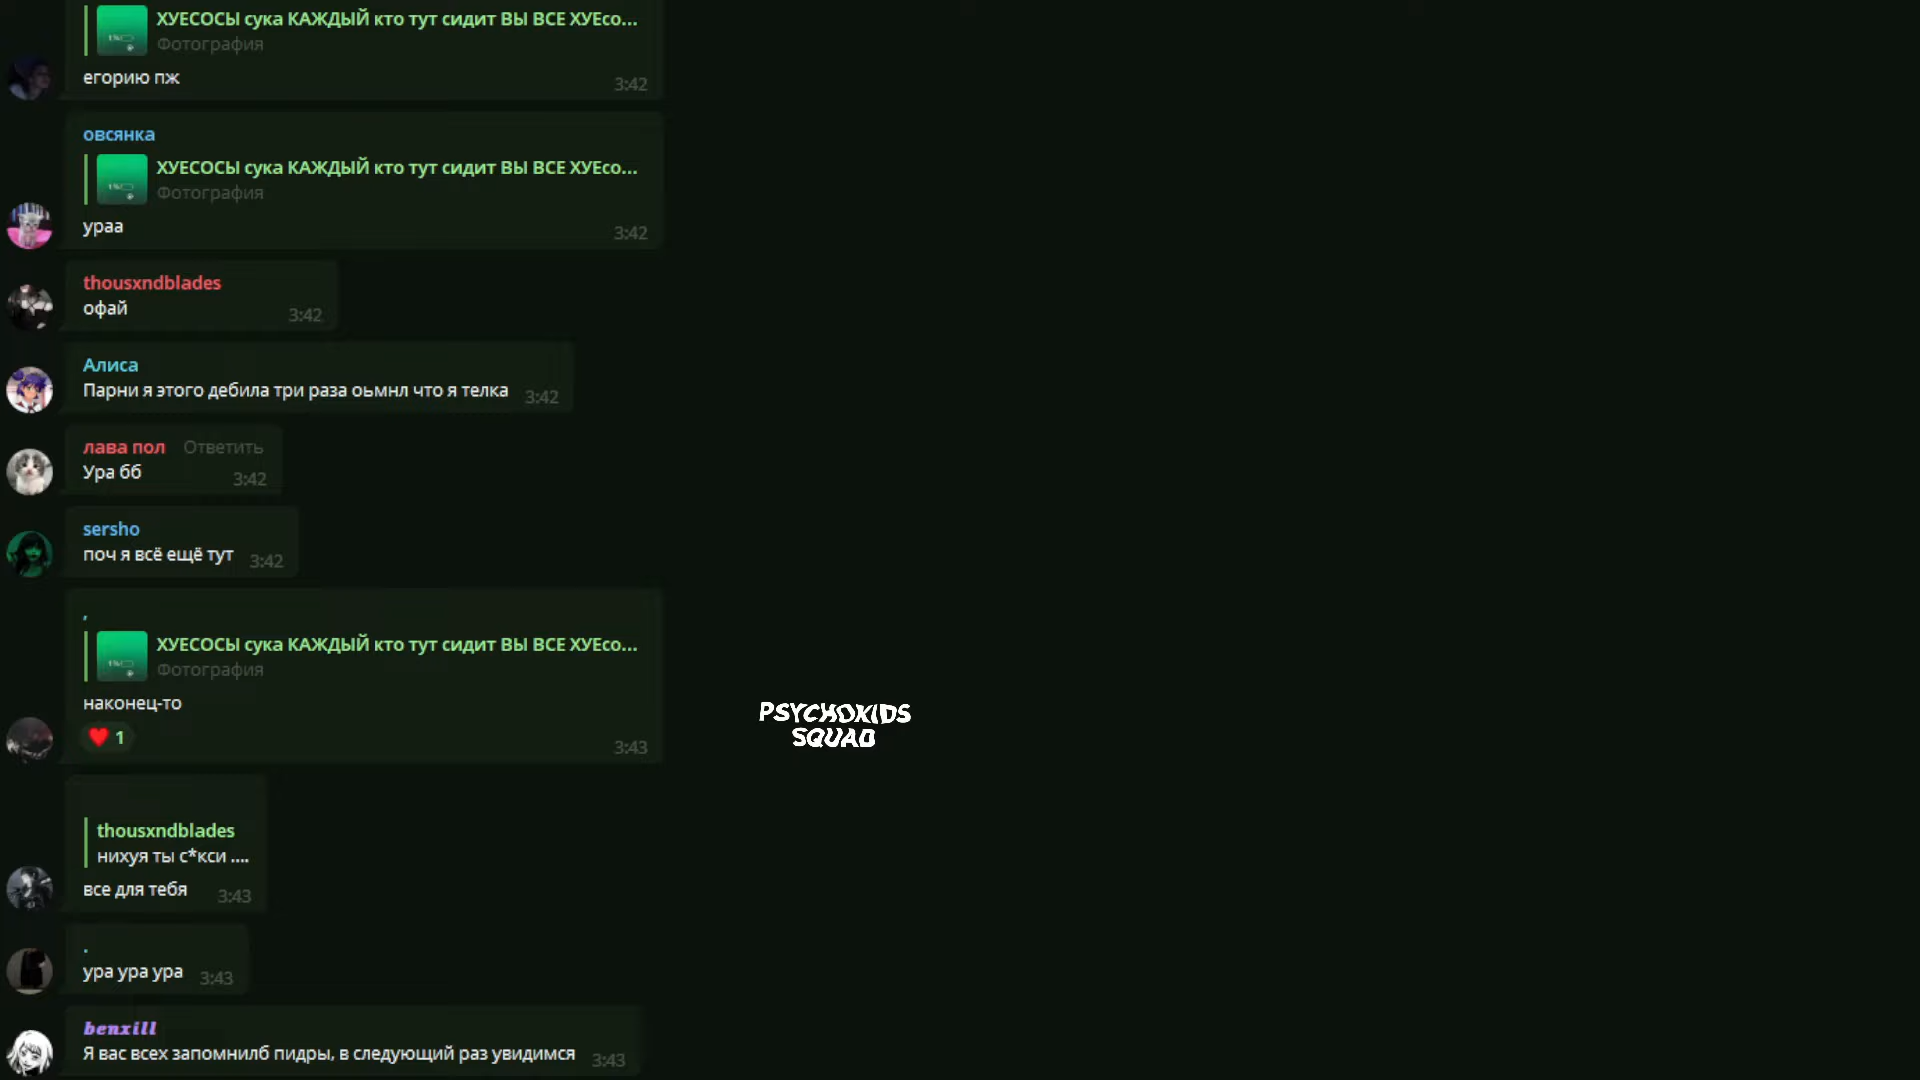 ХУЕСОСЫ сука КАЖДЫЙ кто тут сидит ВЫ ВСЕ ХУЕсо...
Фотография
егорию пж
3:42
овсянка
ХУЕСОСЫ сука КАЖДЫЙ кто тут сидит ВЫ ВСЕ ХУЕсо...
Фотография
ураа
3:42
thousxndblades
офай
3:42
Алиса
Парни я этого дебила три раза оьмнл что я телка 3:42
лава пол Ответить
Ура бб
3:42
sersho
поч я всё ещё тут 3:42
,
ХУЕСОСЫ сука КАЖДЫЙ кто тут сидит ВЫ ВСЕ ХУЕсо...
Фотография
наконец-то
1
3:43
PSYCHOKIDS
SQUAD
thousxndblades
нихуя ты с*кси ....
все для тебя 3:43
.
ура ура ура 3:43
benxill
Я вас всех запомнилб пидры, в следующий раз увидимся 3:43